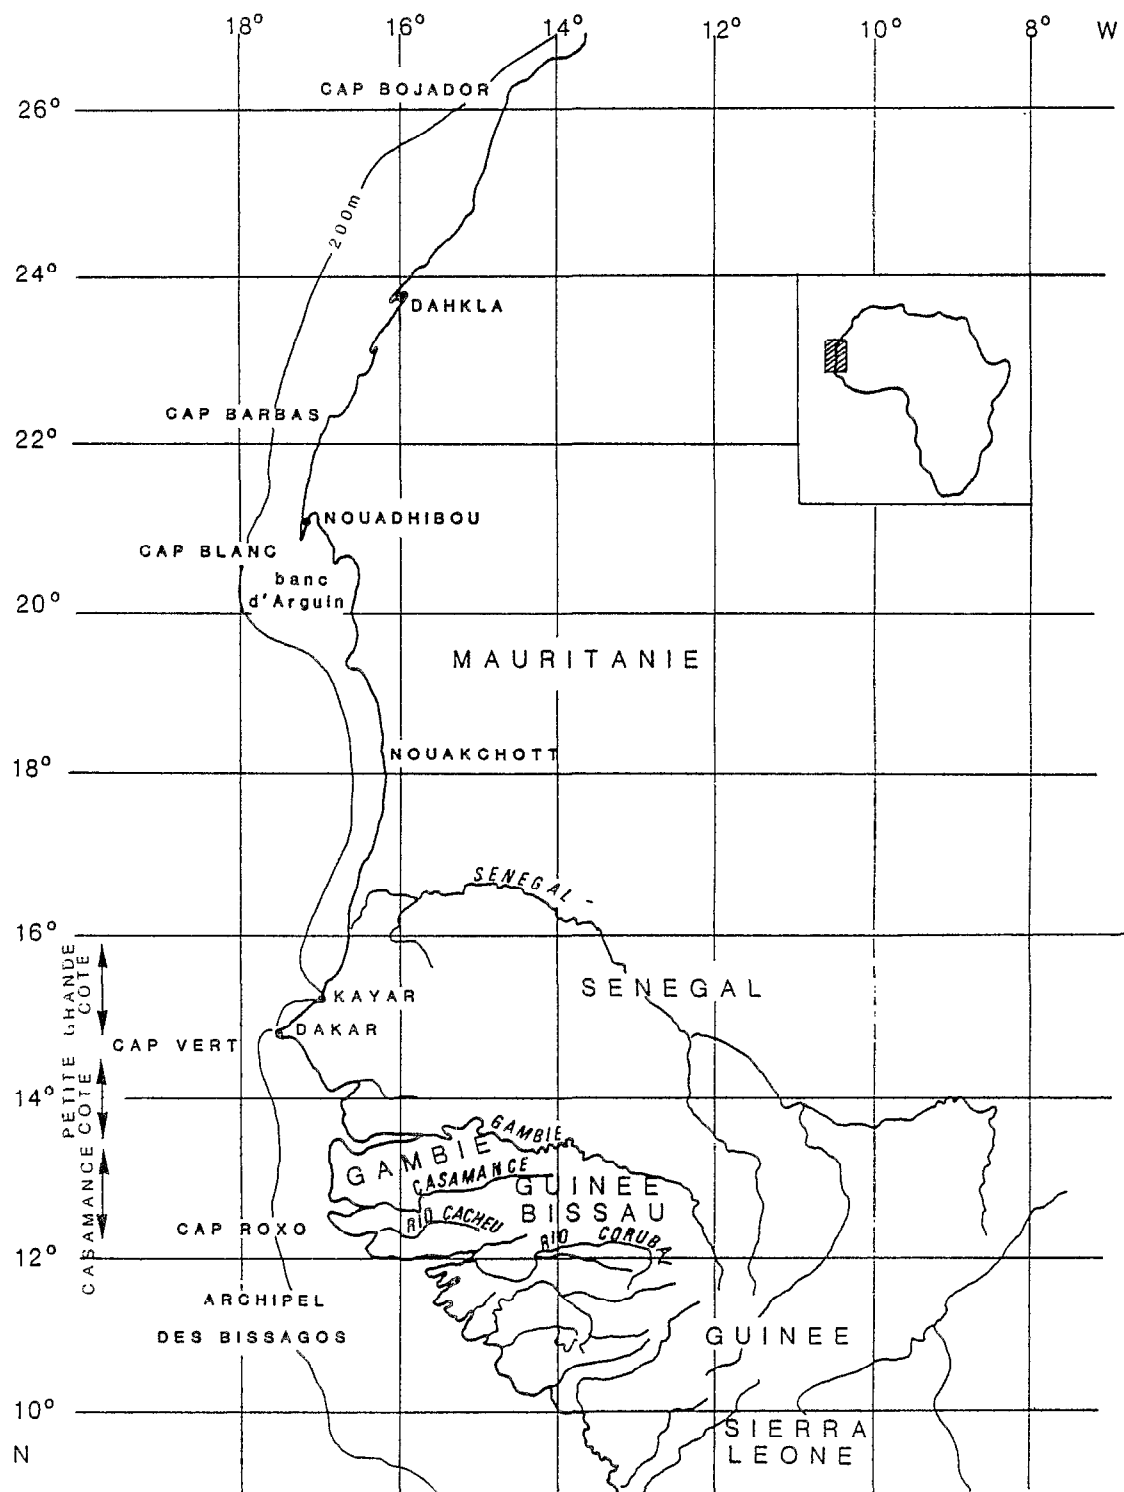 18° 16° 14° 12° 10° 8° W
CAP BOJADOR
26°
200m
24°
DAHKLA
CAP BARBAS
22°
NOUADHIBOU
CAP BLANC
banc
d'Arguin
20°
MAURITANIE
NOUAKCHOTT
18°
SENEGAL
16°
GRANDE
COTE
SENEGAL
KAYAR
DAKAR
CAP VERT
PETITE
COTE
14°
GAMBIE
GAMBIE
CASAMANCE
CASAMANCE
GUINEE
BISSAU
RIO CACHEU
CAP ROXO
RIO CORUBAL
12°
ARCHIPEL
DES BISSAGOS
GUINEE
10°
SIERRA
LEONE
N